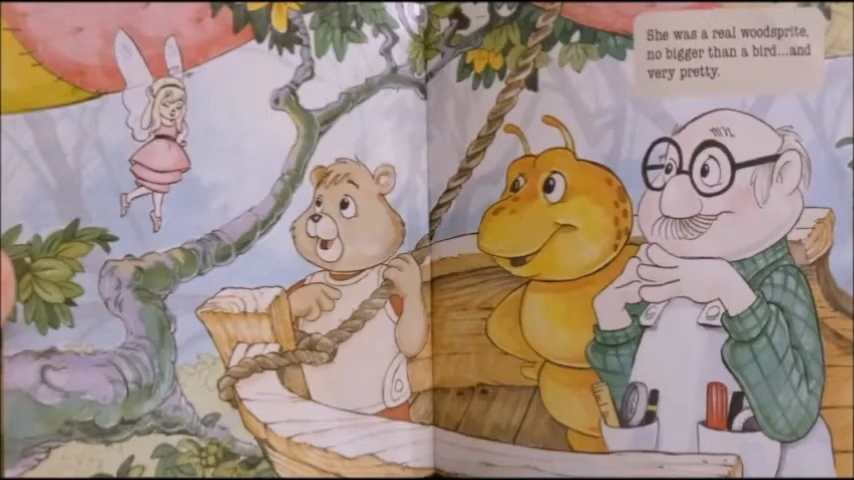 She was a real woodsprite,
no bigger than a bird...and
very pretty.